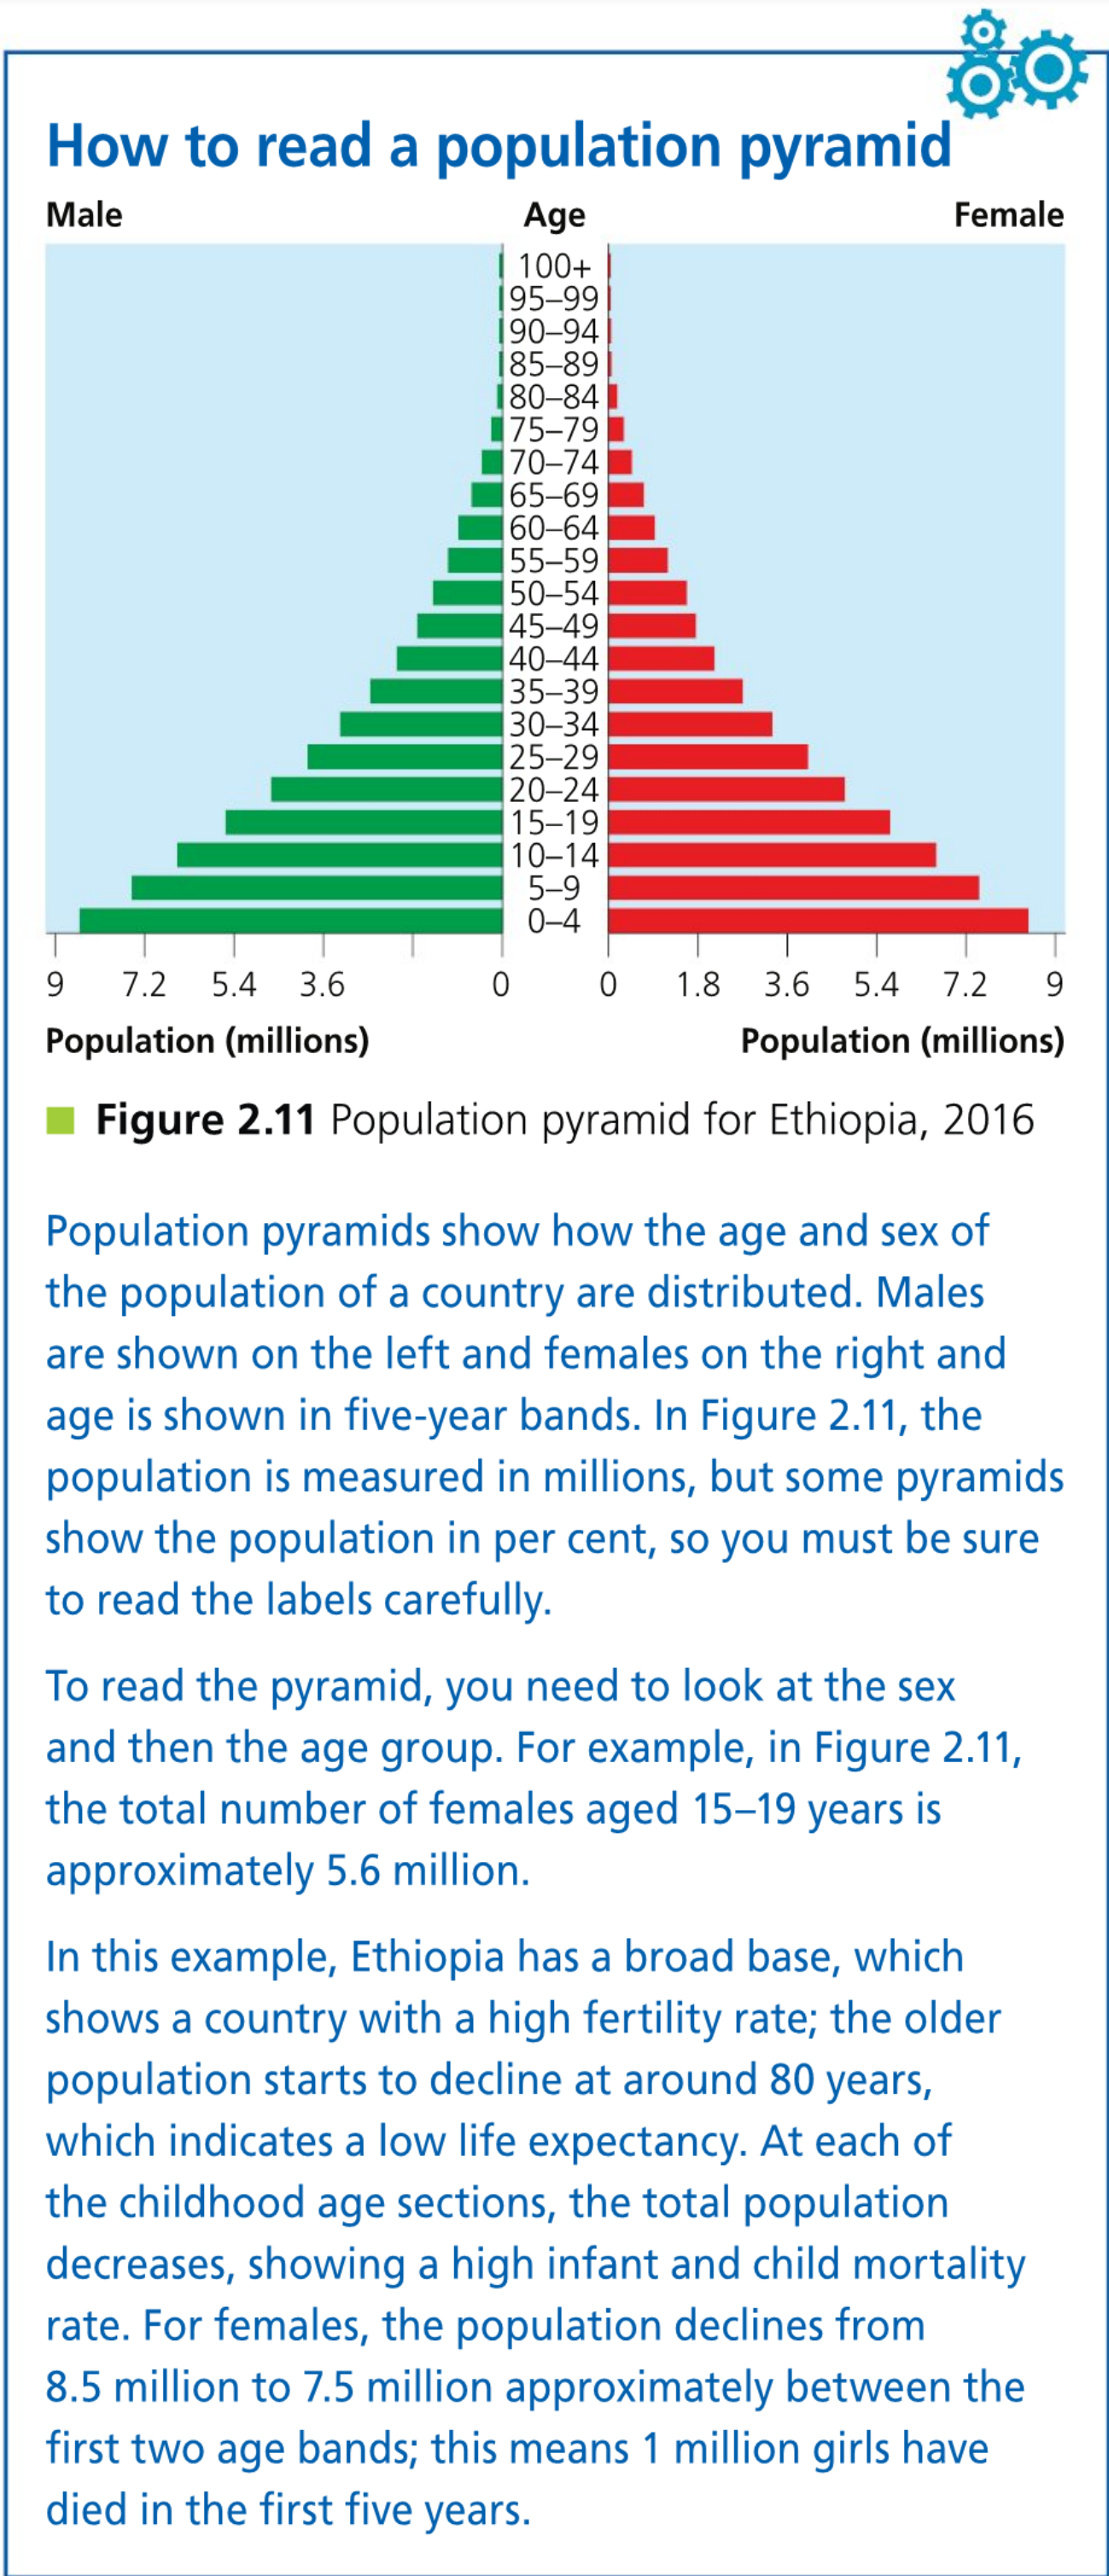 How to read a population pyramid
Male Age Female
100+
95–99
90–94
85–89
80–84
75–79
70–74
65–69
60–64
55–59
50–54
45–49
40–44
35–39
30–34
25–29
20–24
15–19
10–14
5–9
0–4
9 7.2 5.4 3.6 0 0 1.8 3.6 5.4 7.2 9
Population (millions) Population (millions)
Figure 2.11 Population pyramid for Ethiopia, 2016
Population pyramids show how the age and sex of
the population of a country are distributed. Males
are shown on the left and females on the right and
age is shown in five-year bands. In Figure 2.11, the
population is measured in millions, but some pyramids
show the population in per cent, so you must be sure
to read the labels carefully.
To read the pyramid, you need to look at the sex
and then the age group. For example, in Figure 2.11,
the total number of females aged 15–19 years is
approximately 5.6 million.
In this example, Ethiopia has a broad base, which
shows a country with a high fertility rate; the older
population starts to decline at around 80 years,
which indicates a low life expectancy. At each of
the childhood age sections, the total population
decreases, showing a high infant and child mortality
rate. For females, the population declines from
8.5 million to 7.5 million approximately between the
first two age bands; this means 1 million girls have
died in the first five years.